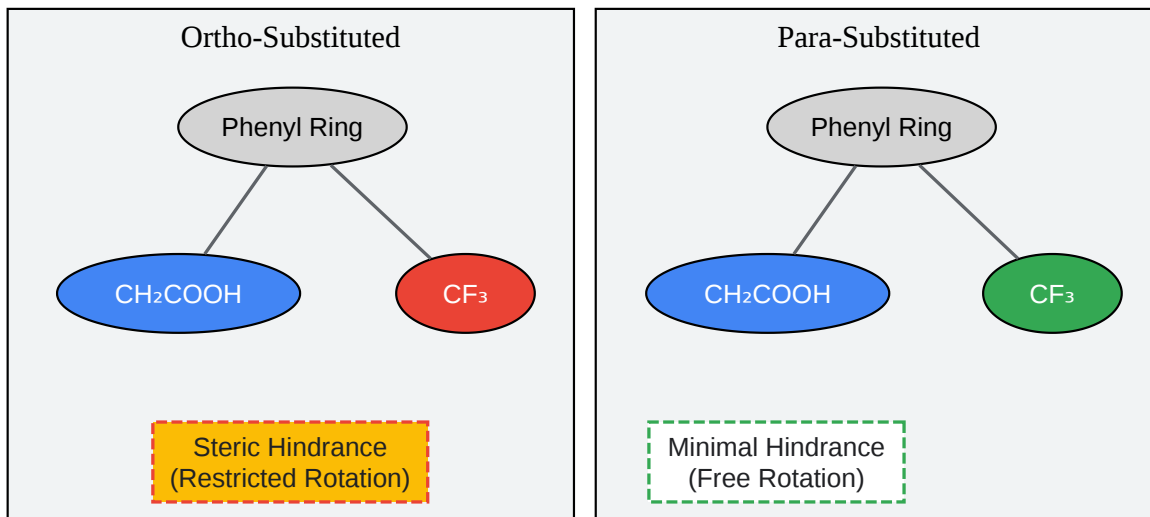 Ortho-Substituted
Phenyl Ring
CH₂COOH
CF₃
Steric Hindrance
(Restricted Rotation)
Para-Substituted
Phenyl Ring
CH₂COOH
CF₃
Minimal Hindrance
(Free Rotation)